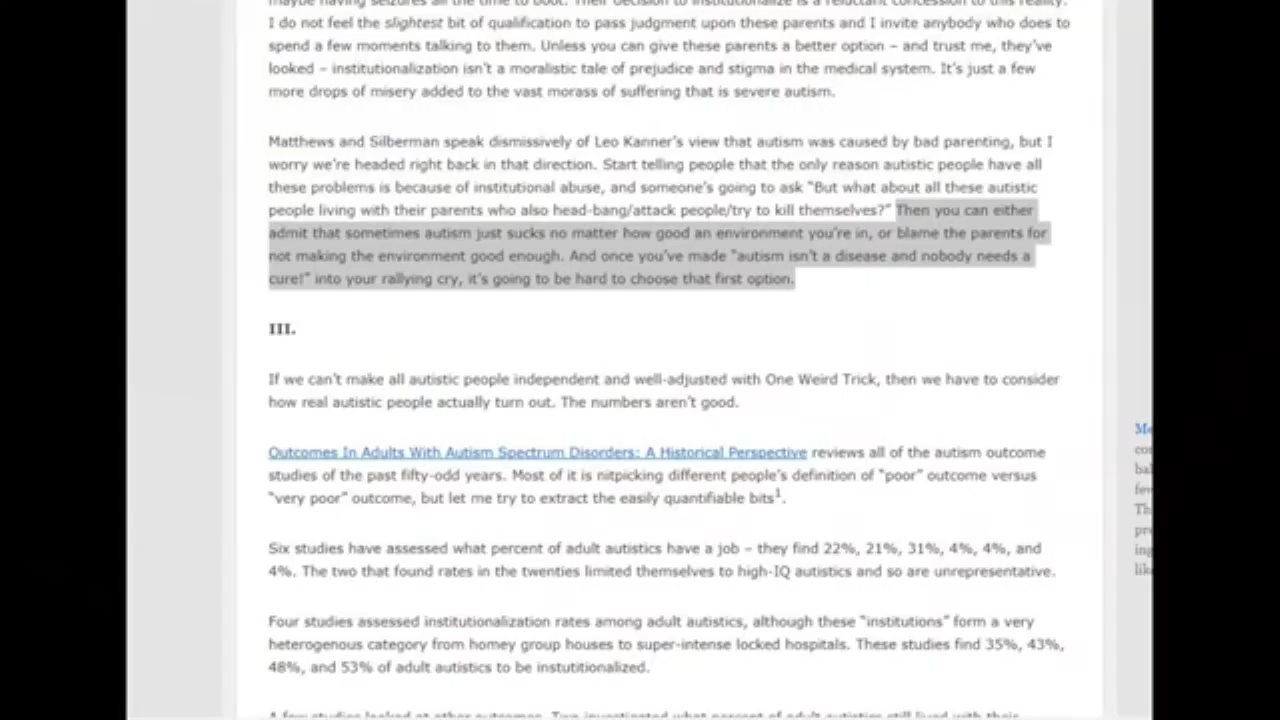 maybe having seizures all the time to boot. Their decision to institutionalize is a reluctant concession to this reality.
I do not feel the slightest bit of qualification to pass judgment upon these parents and I invite anybody who does to
spend a few moments talking to them. Unless you can give these parents a better option – and trust me, they've
looked – institutionalization isn't a moralistic tale of prejudice and stigma in the medical system. It's just a few
more drops of misery added to the vast morass of suffering that is severe autism.
Matthews and Silberman speak dismissively of Leo Kanner's view that autism was caused by bad parenting, but I
worry we're headed right back in that direction. Start telling people that the only reason autistic people have all
these problems is because of institutional abuse, and someone's going to ask "But what about all these autistic
people living with their parents who also head-bang/attack people/try to kill themselves?" Then you can either
admit that sometimes autism just sucks no matter how good an environment you're in, or blame the parents for
not making the environment good enough. And once you've made "autism isn't a disease and nobody needs a
cure!" into your rallying cry, it's going to be hard to choose that first option.
III.
If we can't make all autistic people independent and well-adjusted with One Weird Trick, then we have to consider
how real autistic people actually turn out. The numbers aren't good.
Outcomes In Adults With Autism Spectrum Disorders: A Historical Perspective reviews all of the autism outcome
studies of the past fifty-odd years. Most of it is nitpicking different people's definition of "poor" outcome versus
"very poor" outcome, but let me try to extract the easily quantifiable bits1.
Six studies have assessed what percent of adult autistics have a job – they find 22%, 21%, 31%, 4%, 4%, and
4%. The two that found rates in the twenties limited themselves to high-IQ autistics and so are unrepresentative.
Four studies assessed institutionalization rates among adult autistics, although these "institutions" form a very
heterogenous category from homey group houses to super-intense locked hospitals. These studies find 35%, 43%,
48%, and 53% of adult autistics to be instutitionalized.
A few studies looked at other outcomes. Two investigated what percent of adult autistics still lived with their